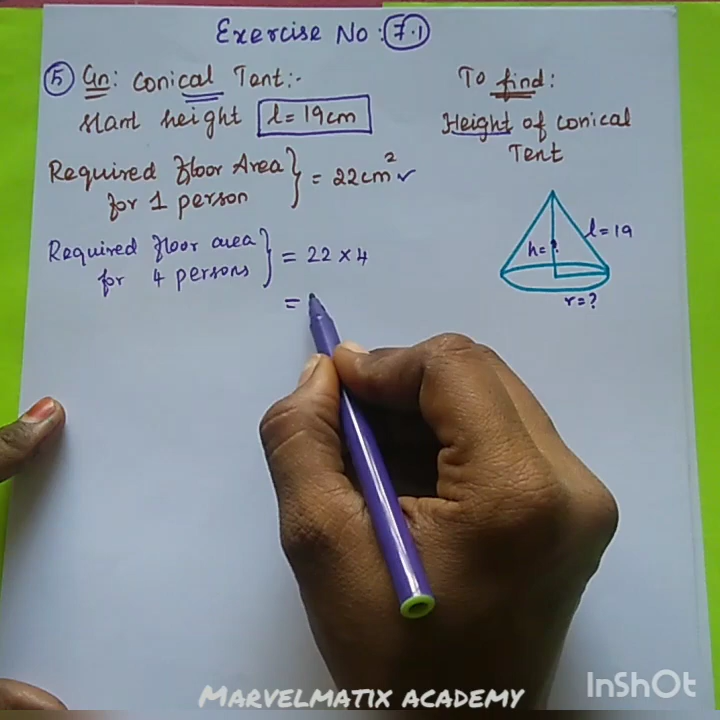 Exercise No: 7.1
5 Gn: Conical Tent:-
slant height l = 19cm
Required floor Area for 1 person } = 22cm² ✓
Required floor area for 4 persons } = 22 × 4
=
To find:
Height of conical
Tent
h=?
l = 19
r=?
MARVELMATIX ACADEMY
InShOt